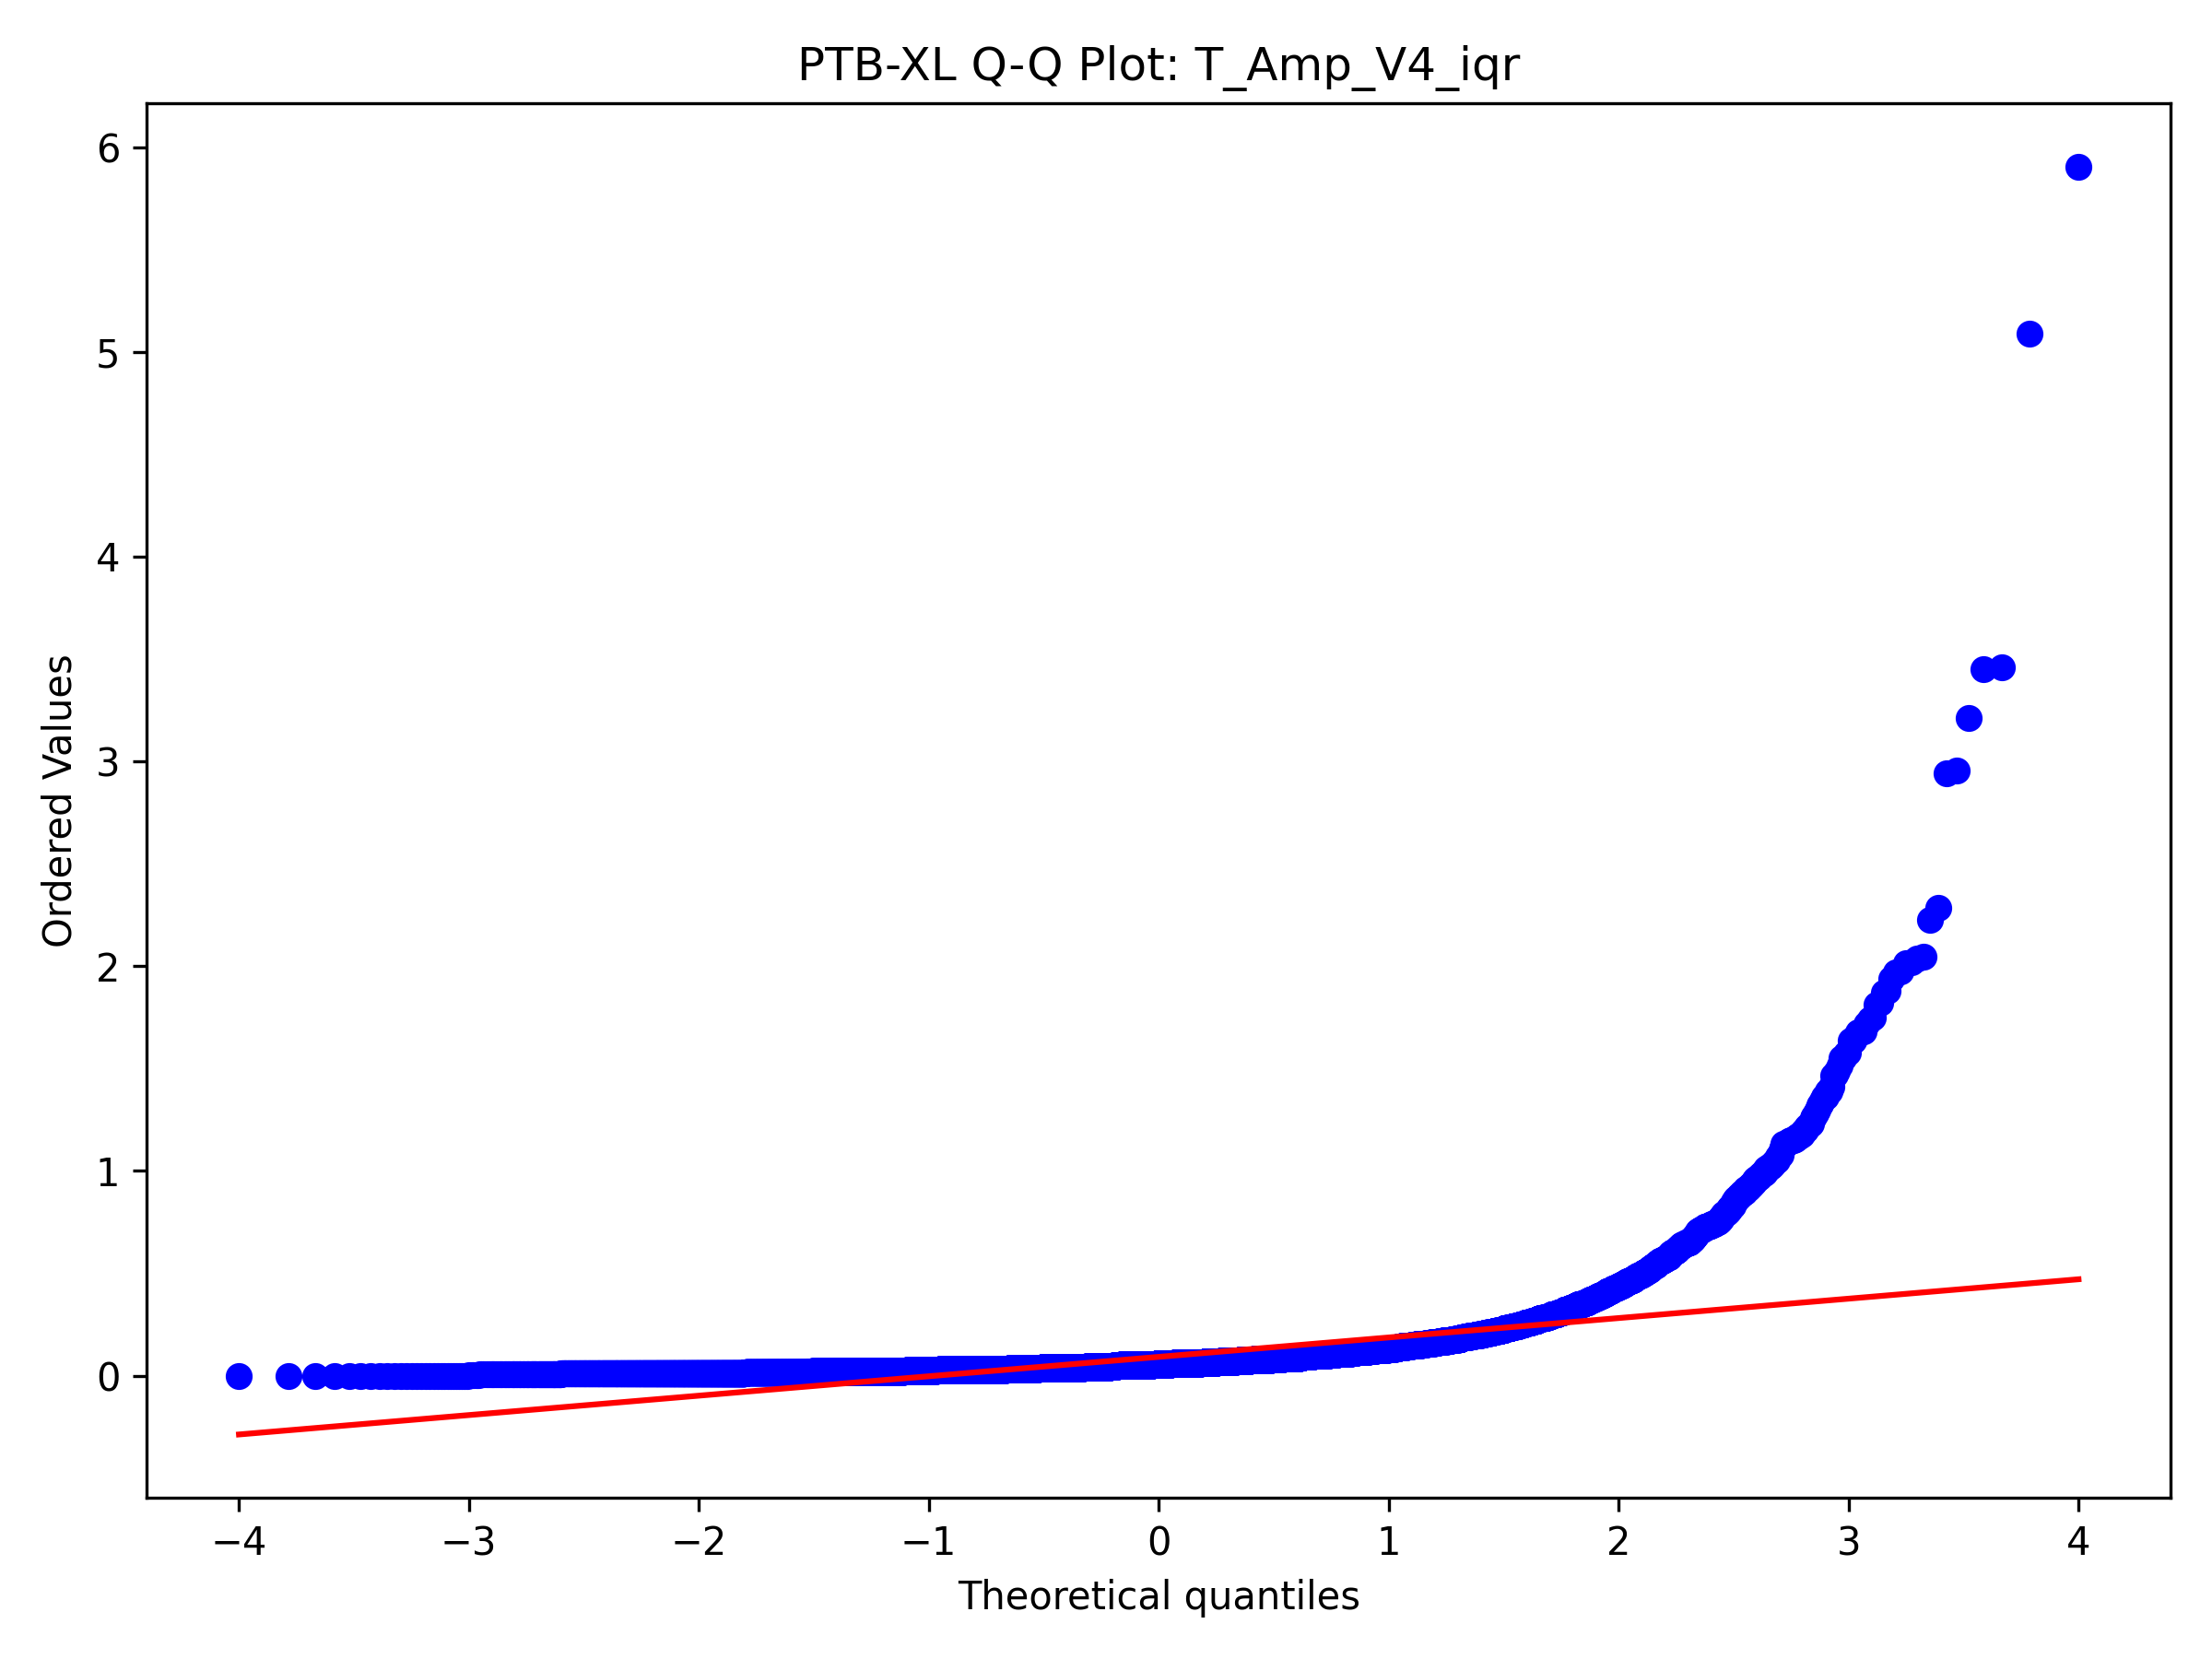 PTB-XL Q-Q Plot: T_Amp_V4_iqr
6
5
4
3
2
1
0
Ordered Values
−4 −3 −2 −1 0 1 2 3 4
Theoretical quantiles